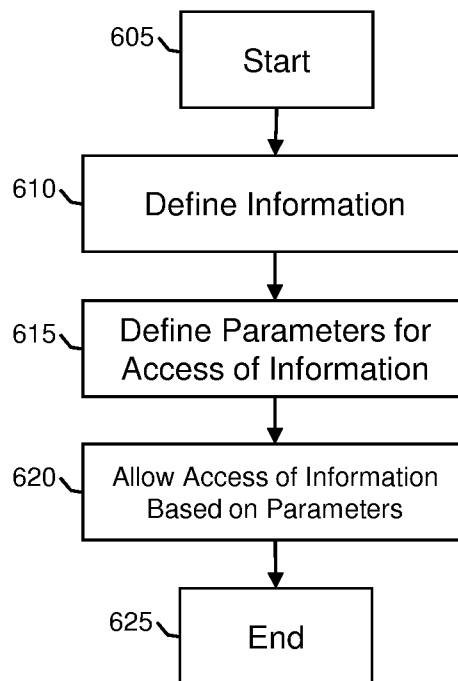 605
Start
610
Define Information
615
Define Parameters for
Access of Information
620
Allow Access of Information
Based on Parameters
625
End